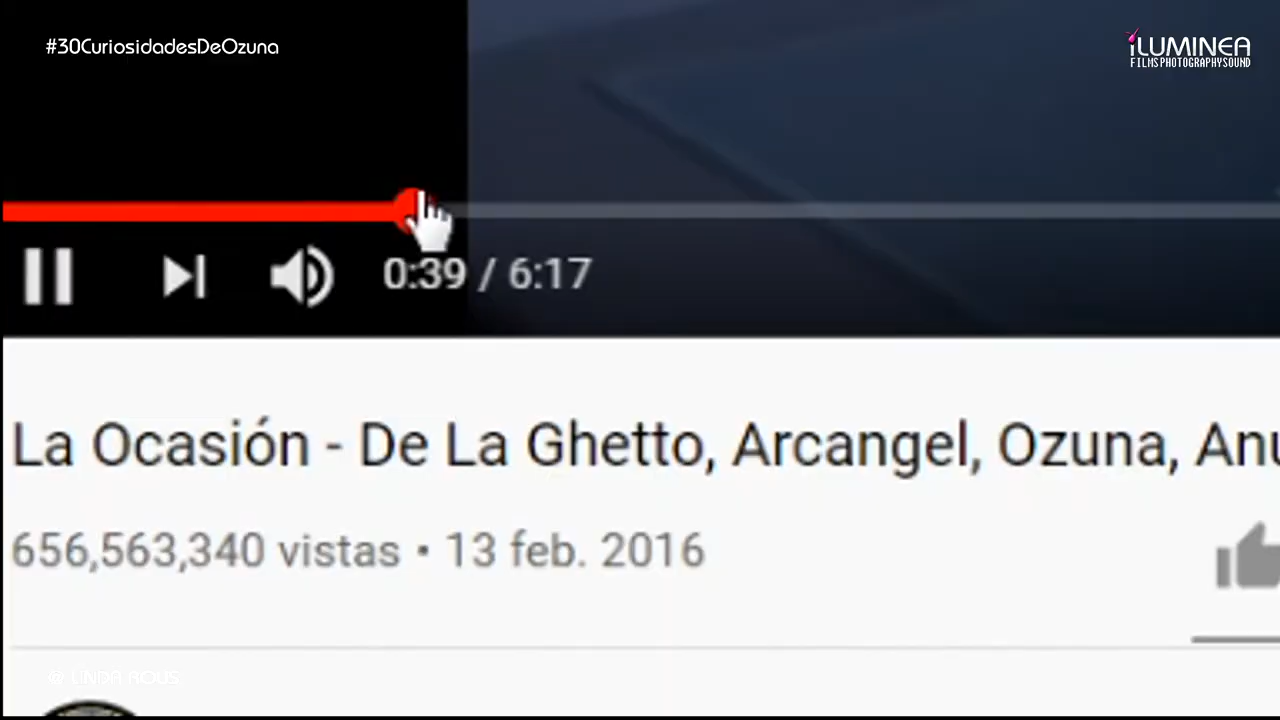 #30CuriosidadesDeOzuna
iLUMINEA
FILMSPHOTOGRAPHYSOUND
0:39 / 6:17
La Ocasión - De La Ghetto, Arcangel, Ozuna, Anu
656,563,340 vistas • 13 feb. 2016
@ LiNDA ROUS